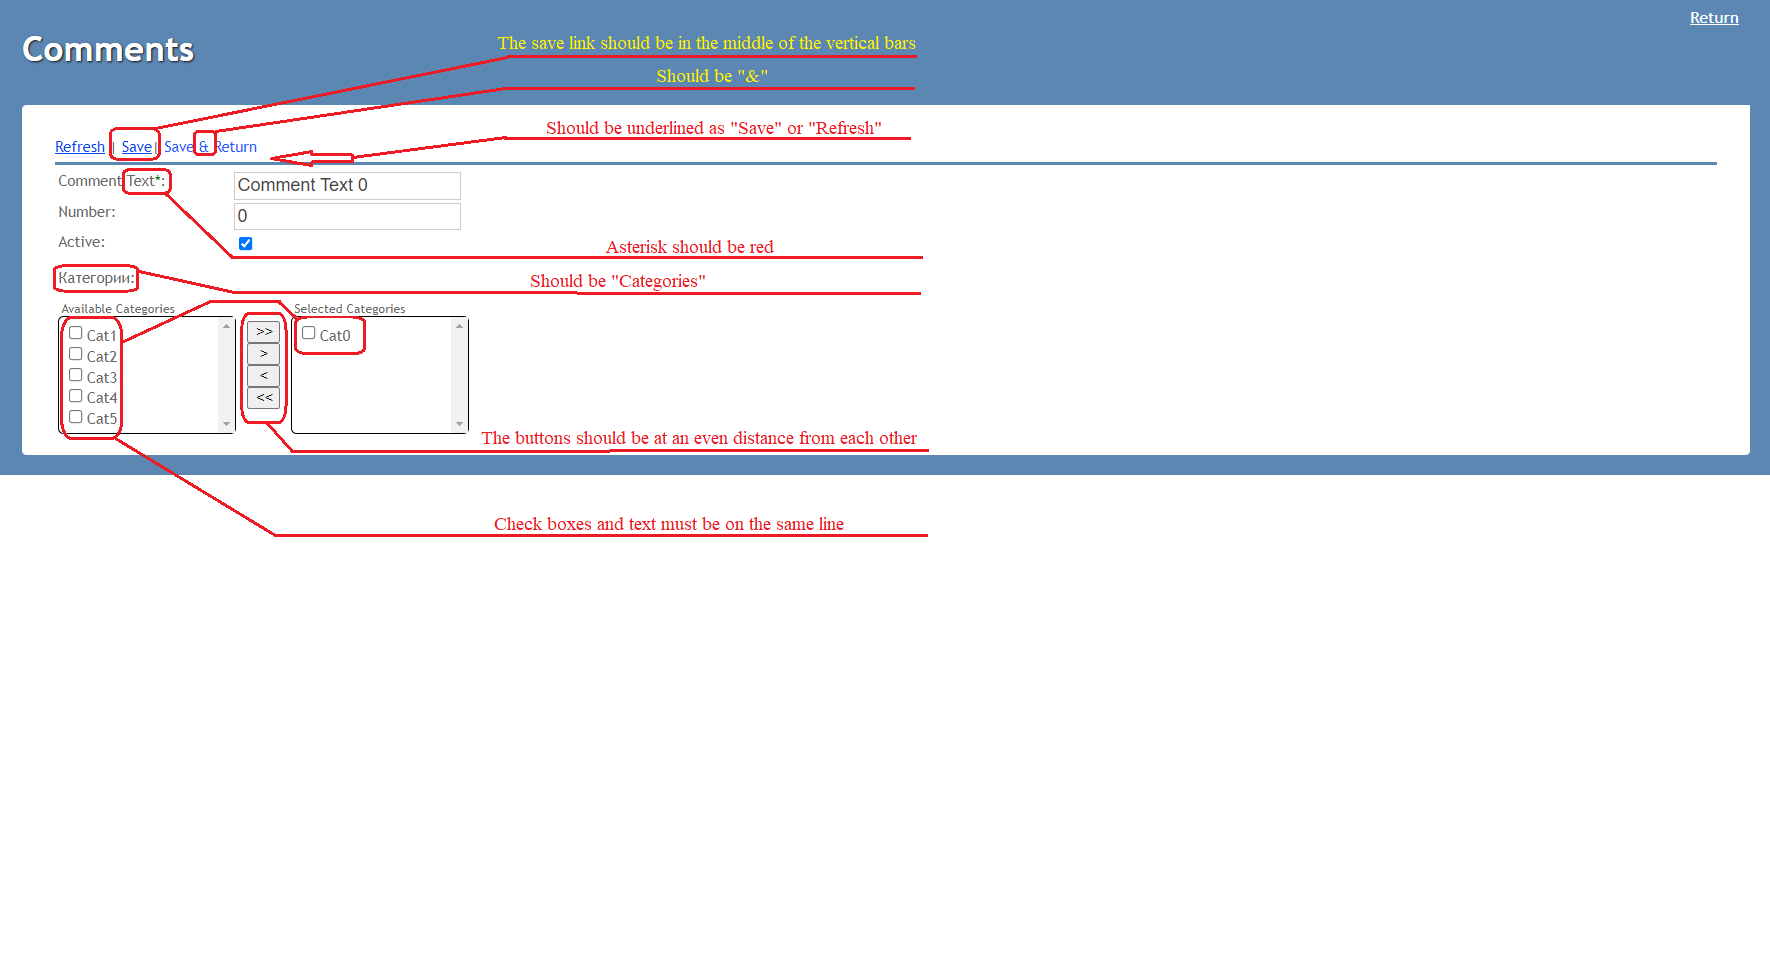 Return
Comments
The save link should be in the middle of the vertical bars
Should be "&"
Should be underlined as "Save" or "Refresh"
Refresh | Save | Save & Return
Comment Text*: Comment Text 0
Number: 0
Active:
Asterisk should be red
Категории:
Should be "Categories"
Available Categories Selected Categories
Cat1 >> Cat0
Cat2 >
Cat3 <
Cat4 <<
Cat5
The buttons should be at an even distance from each other
Check boxes and text must be on the same line